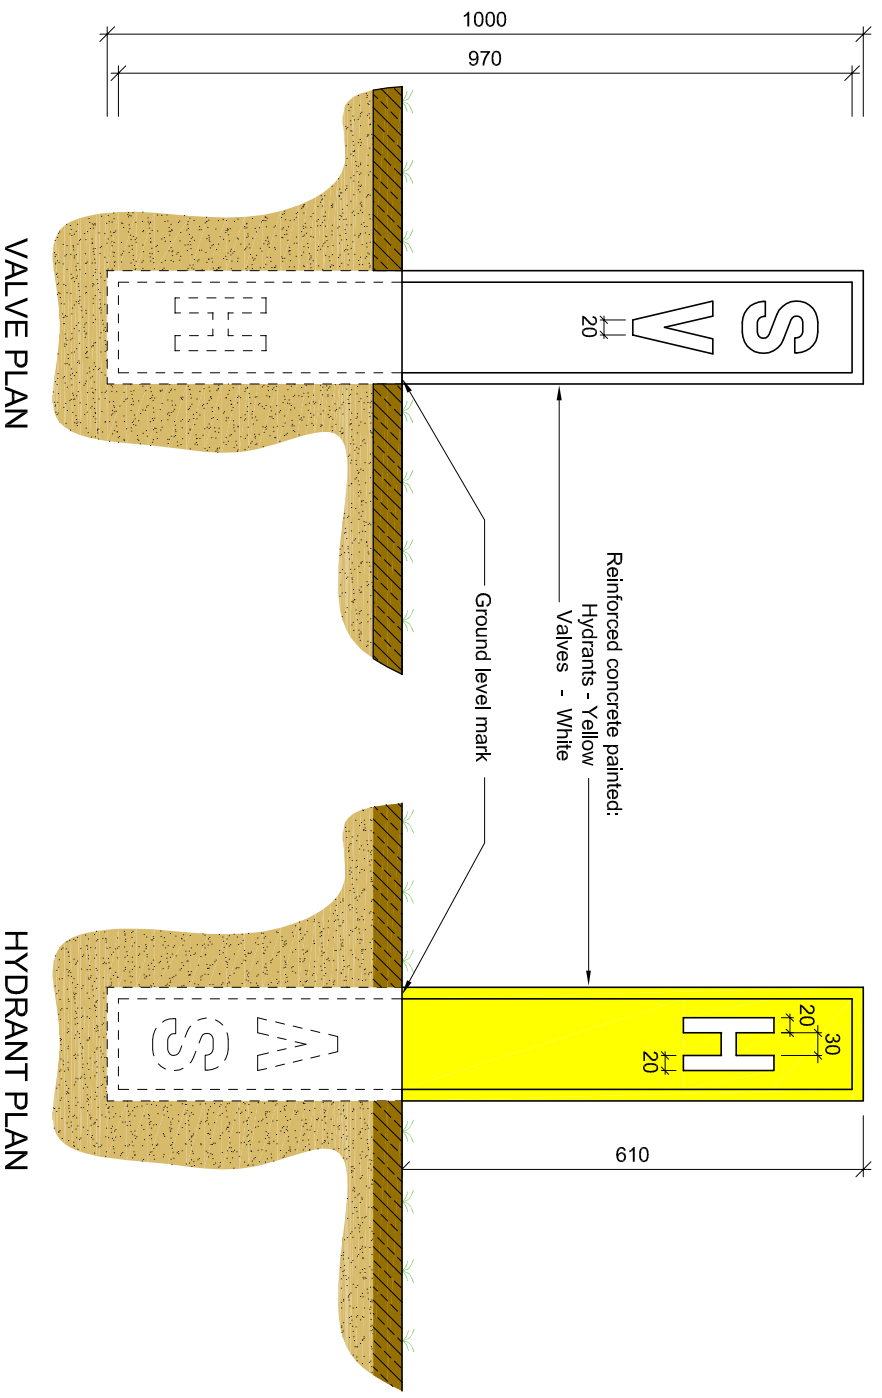 1000
970
610
S
V
20
H
Reinforced concrete painted:
Hydrants - Yellow
Valves - White
Ground level mark
H
20
30
20
V
S
VALVE PLAN
HYDRANT PLAN